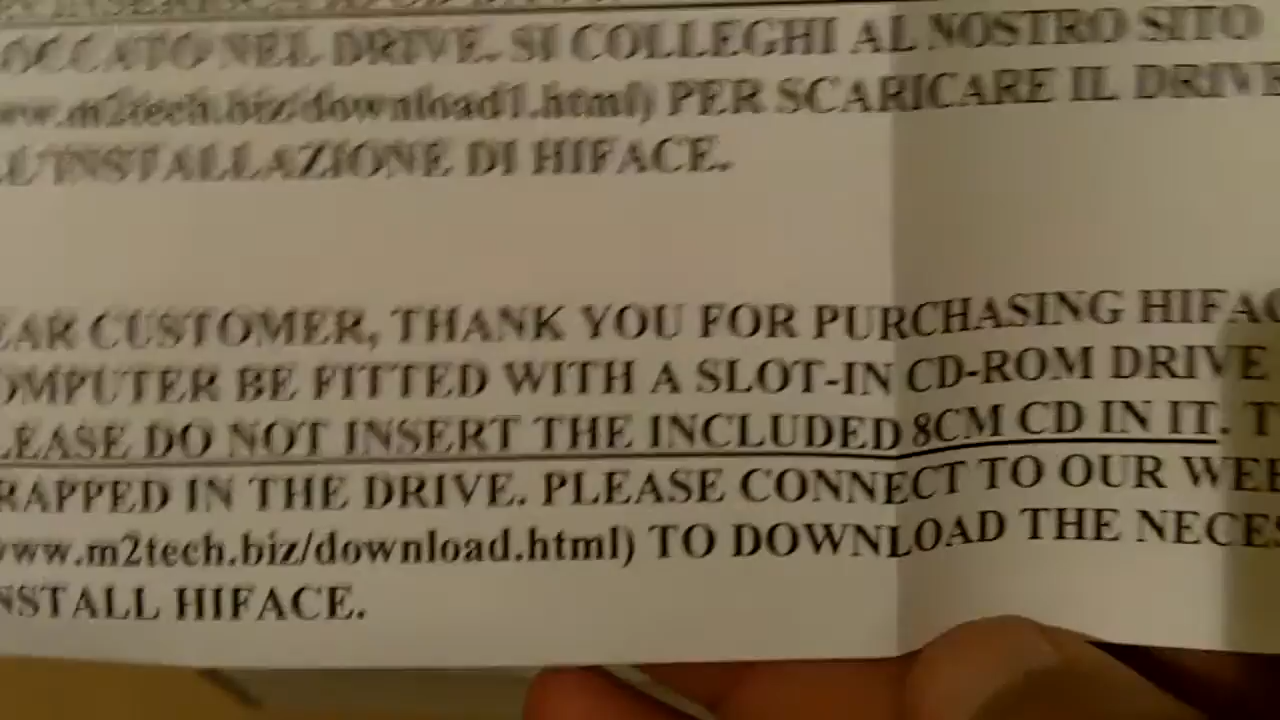 OCCATO NEL DRIVE. SI COLLEGHI AL NOSTRO SITO
ww.m2tech.biz/download1.html) PER SCARICARE IL DRIVE
L'INSTALLAZIONE DI HIFACE.
EAR CUSTOMER, THANK YOU FOR PURCHASING HIFAC
OMPUTER BE FITTED WITH A SLOT-IN CD-ROM DRIVE
LEASE DO NOT INSERT THE INCLUDED 8CM CD IN IT. T
RAPPED IN THE DRIVE. PLEASE CONNECT TO OUR WEB
www.m2tech.biz/download.html) TO DOWNLOAD THE NECES
NSTALL HIFACE.